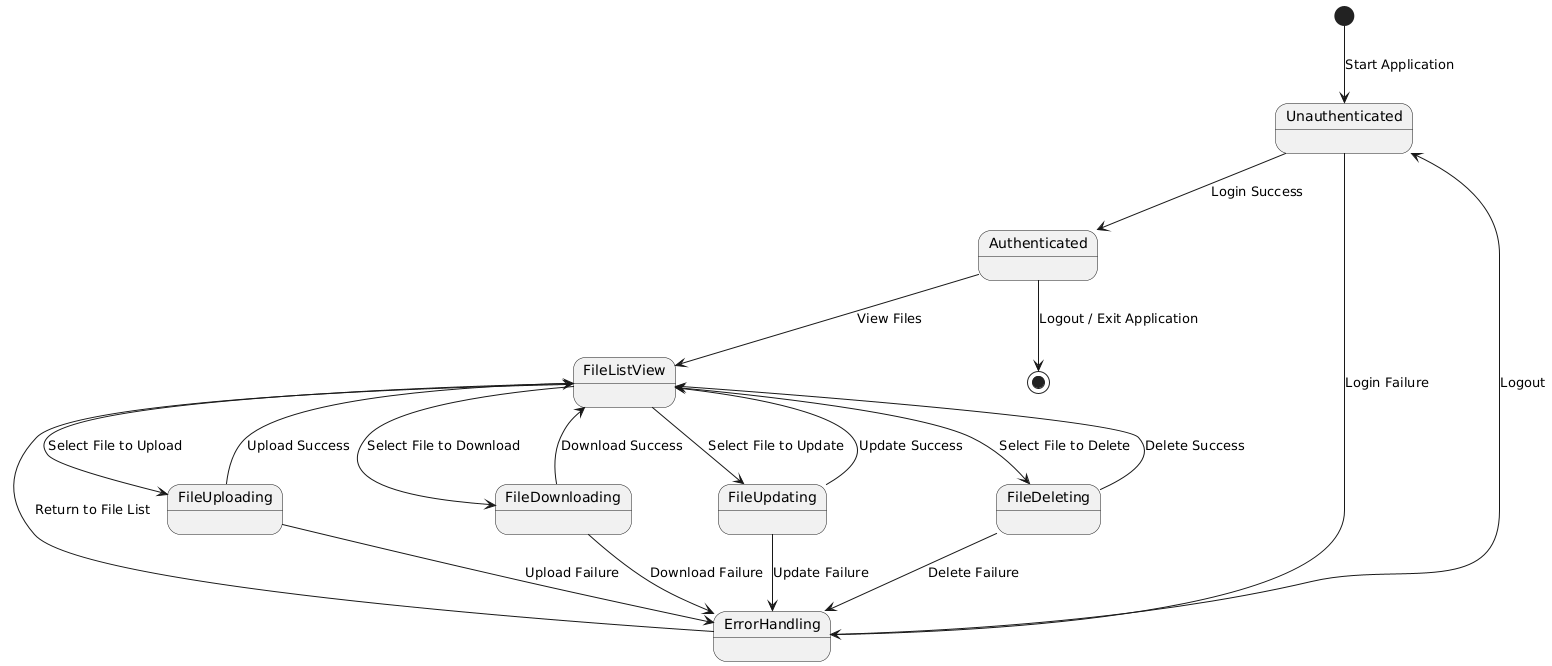 Start Application
Unauthenticated
Login Success
Authenticated
View Files
Logout / Exit Application
FileListView
Login Failure
Logout
Select File to Upload
Upload Success
Select File to Download
Download Success
Select File to Update
Update Success
Select File to Delete
Delete Success
FileUploading
FileDownloading
FileUpdating
FileDeleting
Return to File List
Upload Failure
Download Failure
Update Failure
Delete Failure
ErrorHandling